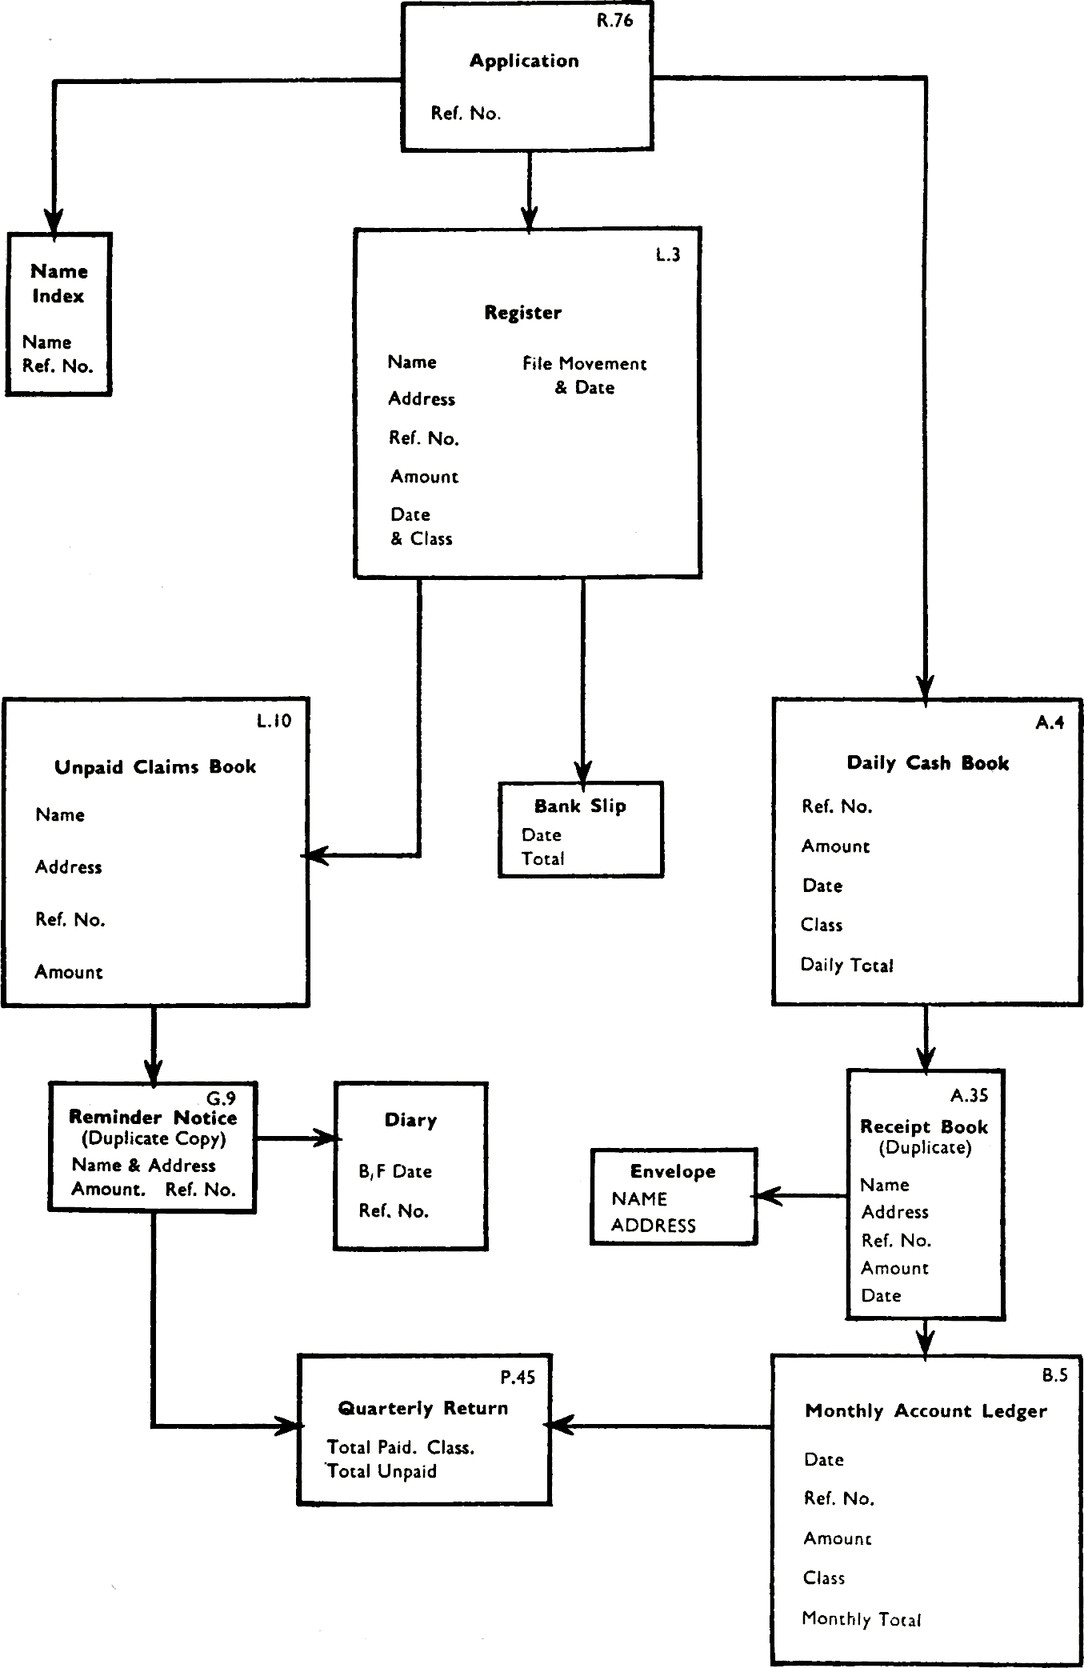 R.76
Application
Ref. No.
Name
Index
Name
Ref. No.
L.3
Register
Name
File Movement
& Date
Address
Ref. No.
Amount
Date
& Class
L.10
Unpaid Claims Book
Name
Address
Ref. No.
Amount
Bank Slip
Date
Total
A.4
Daily Cash Book
Ref. No.
Amount
Date
Class
Daily Total
G.9
Reminder Notice
(Duplicate Copy)
Name & Address
Amount. Ref. No.
Diary
B,F Date
Ref. No.
Envelope
NAME
ADDRESS
A.35
Receipt Book
(Duplicate)
Name
Address
Ref. No.
Amount
Date
P.45
Quarterly Return
Total Paid. Class.
Total Unpaid
B.5
Monthly Account Ledger
Date
Ref. No.
Amount
Class
Monthly Total